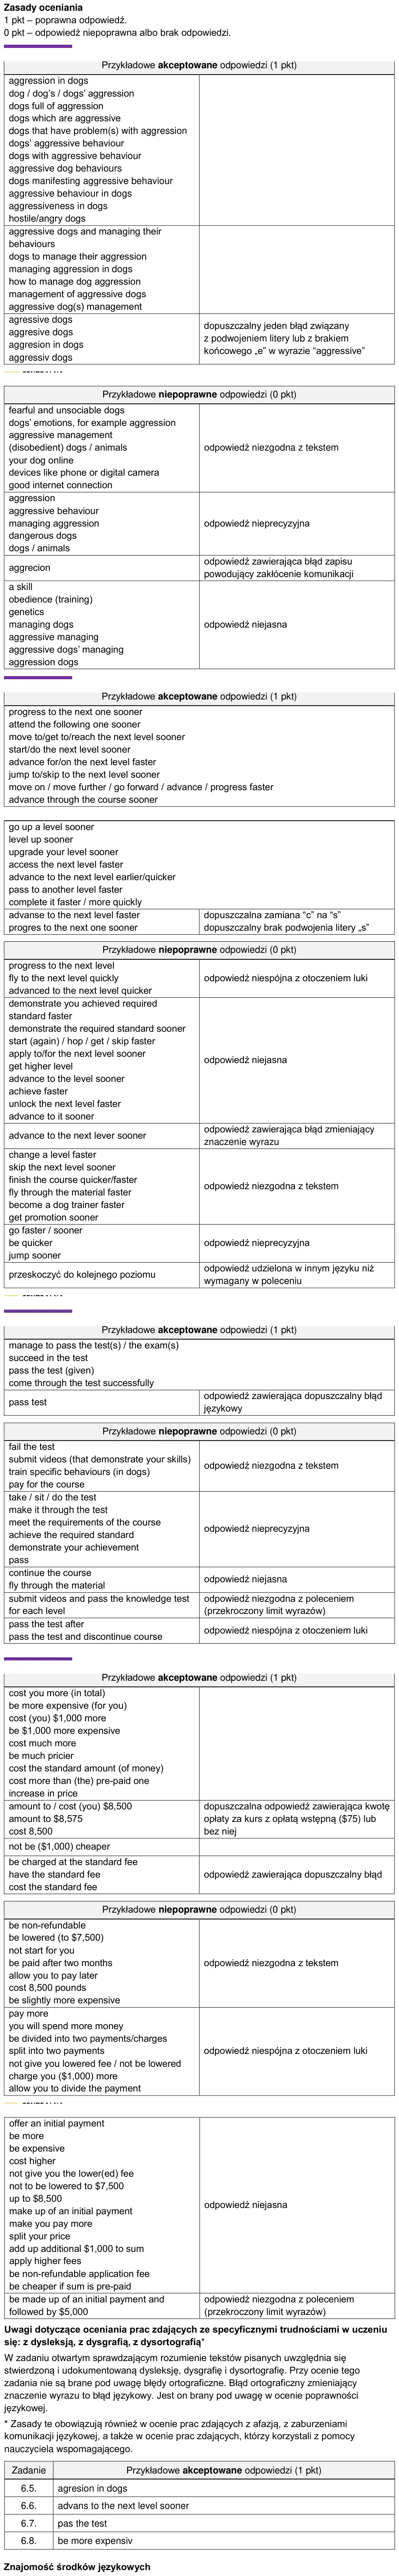 Zasady oceniania
1 pkt – poprawna odpowiedź.
0 pkt – odpowiedź niepoprawna albo brak odpowiedzi.
Przykładowe akceptowane odpowiedzi (1 pkt)
aggression in dogs
dog / dog's / dogs' aggression
dogs full of aggression
dogs which are aggressive
dogs that have problem(s) with aggression
dogs' aggressive behaviour
dogs with aggressive behaviour
aggressive dog behaviours
dogs manifesting aggressive behaviour
aggressive behaviour in dogs
aggressiveness in dogs
hostile/angry dogs
aggressive dogs and managing their
behaviours
dogs to manage their aggression
managing aggression in dogs
how to manage dog aggression
management of aggressive dogs
aggressive dog(s) management
agressive dogs
aggresive dogs
aggresion in dogs
aggressiv dogs
dopuszczalny jeden błąd związany
z podwojeniem litery lub z brakiem
końcowego „e” w wyrazie “aggressive”
Przykładowe niepoprawne odpowiedzi (0 pkt)
fearful and unsociable dogs
dogs' emotions, for example aggression
aggressive management
(disobedient) dogs / animals
your dog online
devices like phone or digital camera
good internet connection
odpowiedź niezgodna z tekstem
aggression
aggressive behaviour
managing aggression
dangerous dogs
dogs / animals
odpowiedź nieprecyzyjna
aggrecion
odpowiedź zawierająca błąd zapisu
powodujący zakłócenie komunikacji
a skill
obedience (training)
genetics
managing dogs
aggressive managing
aggressive dogs' managing
aggression dogs
odpowiedź niejasna
Przykładowe akceptowane odpowiedzi (1 pkt)
progress to the next one sooner
attend the following one sooner
move to/get to/reach the next level sooner
start/do the next level sooner
advance for/on the next level faster
jump to/skip to the next level sooner
move on / move further / go forward / advance / progress faster
advance through the course sooner
go up a level sooner
level up sooner
upgrade your level sooner
access the next level faster
advance to the next level earlier/quicker
pass to another level faster
complete it faster / more quickly
advanse to the next level faster
progres to the next one sooner
dopuszczalna zamiana “c” na “s”
dopuszczalny brak podwojenia litery „s”
Przykładowe niepoprawne odpowiedzi (0 pkt)
progress to the next level
fly to the next level quickly
advanced to the next level quicker
odpowiedź niespójna z otoczeniem luki
demonstrate you achieved required
standard faster
demonstrate the required standard sooner
start (again) / hop / get / skip faster
apply to/for the next level sooner
get higher level
advance to the level sooner
achieve faster
unlock the next level faster
advance to it sooner
odpowiedź niejasna
advance to the next lever sooner
odpowiedź zawierająca błąd zmieniający
znaczenie wyrazu
change a level faster
skip the next level sooner
finish the course quicker/faster
fly through the material faster
become a dog trainer faster
get promotion sooner
odpowiedź niezgodna z tekstem
go faster / sooner
be quicker
jump sooner
odpowiedź nieprecyzyjna
przeskoczyć do kolejnego poziomu
odpowiedź udzielona w innym języku niż
wymagany w poleceniu
Przykładowe akceptowane odpowiedzi (1 pkt)
manage to pass the test(s) / the exam(s)
succeed in the test
pass the test (given)
come through the test successfully
pass test
odpowiedź zawierająca dopuszczalny błąd
językowy
Przykładowe niepoprawne odpowiedzi (0 pkt)
fail the test
submit videos (that demonstrate your skills)
train specific behaviours (in dogs)
pay for the course
odpowiedź niezgodna z tekstem
take / sit / do the test
make it through the test
meet the requirements of the course
achieve the required standard
demonstrate your achievement
pass
odpowiedź nieprecyzyjna
continue the course
fly through the material
odpowiedź niejasna
submit videos and pass the knowledge test
for each level
odpowiedź niezgodna z poleceniem
(przekroczony limit wyrazów)
pass the test after
pass the test and discontinue course
odpowiedź niespójna z otoczeniem luki
Przykładowe akceptowane odpowiedzi (1 pkt)
cost you more (in total)
be more expensive (for you)
cost (you) $1,000 more
be $1,000 more expensive
cost much more
be much pricier
cost the standard amount (of money)
cost more than (the) pre-paid one
increase in price
amount to / cost (you) $8,500
amount to $8,575
cost 8,500
dopuszczalna odpowiedź zawierająca kwotę
opłaty za kurs z opłatą wstępną ($75) lub
bez niej
not be ($1,000) cheaper
be charged at the standard fee
have the standard fee
cost the standard fee
odpowiedź zawierająca dopuszczalny błąd
Przykładowe niepoprawne odpowiedzi (0 pkt)
be non-refundable
be lowered (to $7,500)
not start for you
be paid after two months
allow you to pay later
cost 8,500 pounds
be slightly more expensive
odpowiedź niezgodna z tekstem
pay more
you will spend more money
be divided into two payments/charges
split into two payments
not give you lowered fee / not be lowered
charge you ($1,000) more
allow you to divide the payment
odpowiedź niespójna z otoczeniem luki
offer an initial payment
be more
be expensive
cost higher
not give you the lower(ed) fee
not to be lowered to $7,500
up to $8,500
make up of an initial payment
make you pay more
split your price
add up additional $1,000 to sum
apply higher fees
be non-refundable application fee
be cheaper if sum is pre-paid
odpowiedź niejasna
be made up of an initial payment and
followed by $5,000
odpowiedź niezgodna z poleceniem
(przekroczony limit wyrazów)
Uwagi dotyczące oceniania prac zdających ze specyficznymi trudnościami w uczeniu
się: z dysleksją, z dysgrafią, z dysortografią*
W zadaniu otwartym sprawdzającym rozumienie tekstów pisanych uwzględnia się
stwierdzoną i udokumentowaną dysleksję, dysgrafię i dysortografię. Przy ocenie tego
zadania nie są brane pod uwagę błędy ortograficzne. Błąd ortograficzny zmieniający
znaczenie wyrazu to błąd językowy. Jest on brany pod uwagę w ocenie poprawności
językowej.
* Zasady te obowiązują również w ocenie prac zdających z afazją, z zaburzeniami
komunikacji językowej, a także w ocenie prac zdających, którzy korzystali z pomocy
nauczyciela wspomagającego.
Zadanie Przykładowe akceptowane odpowiedzi (1 pkt)
6.5. agresion in dogs
6.6. advans to the next level sooner
6.7. pas the test
6.8. be more expensiv
Znajomość środków językowych